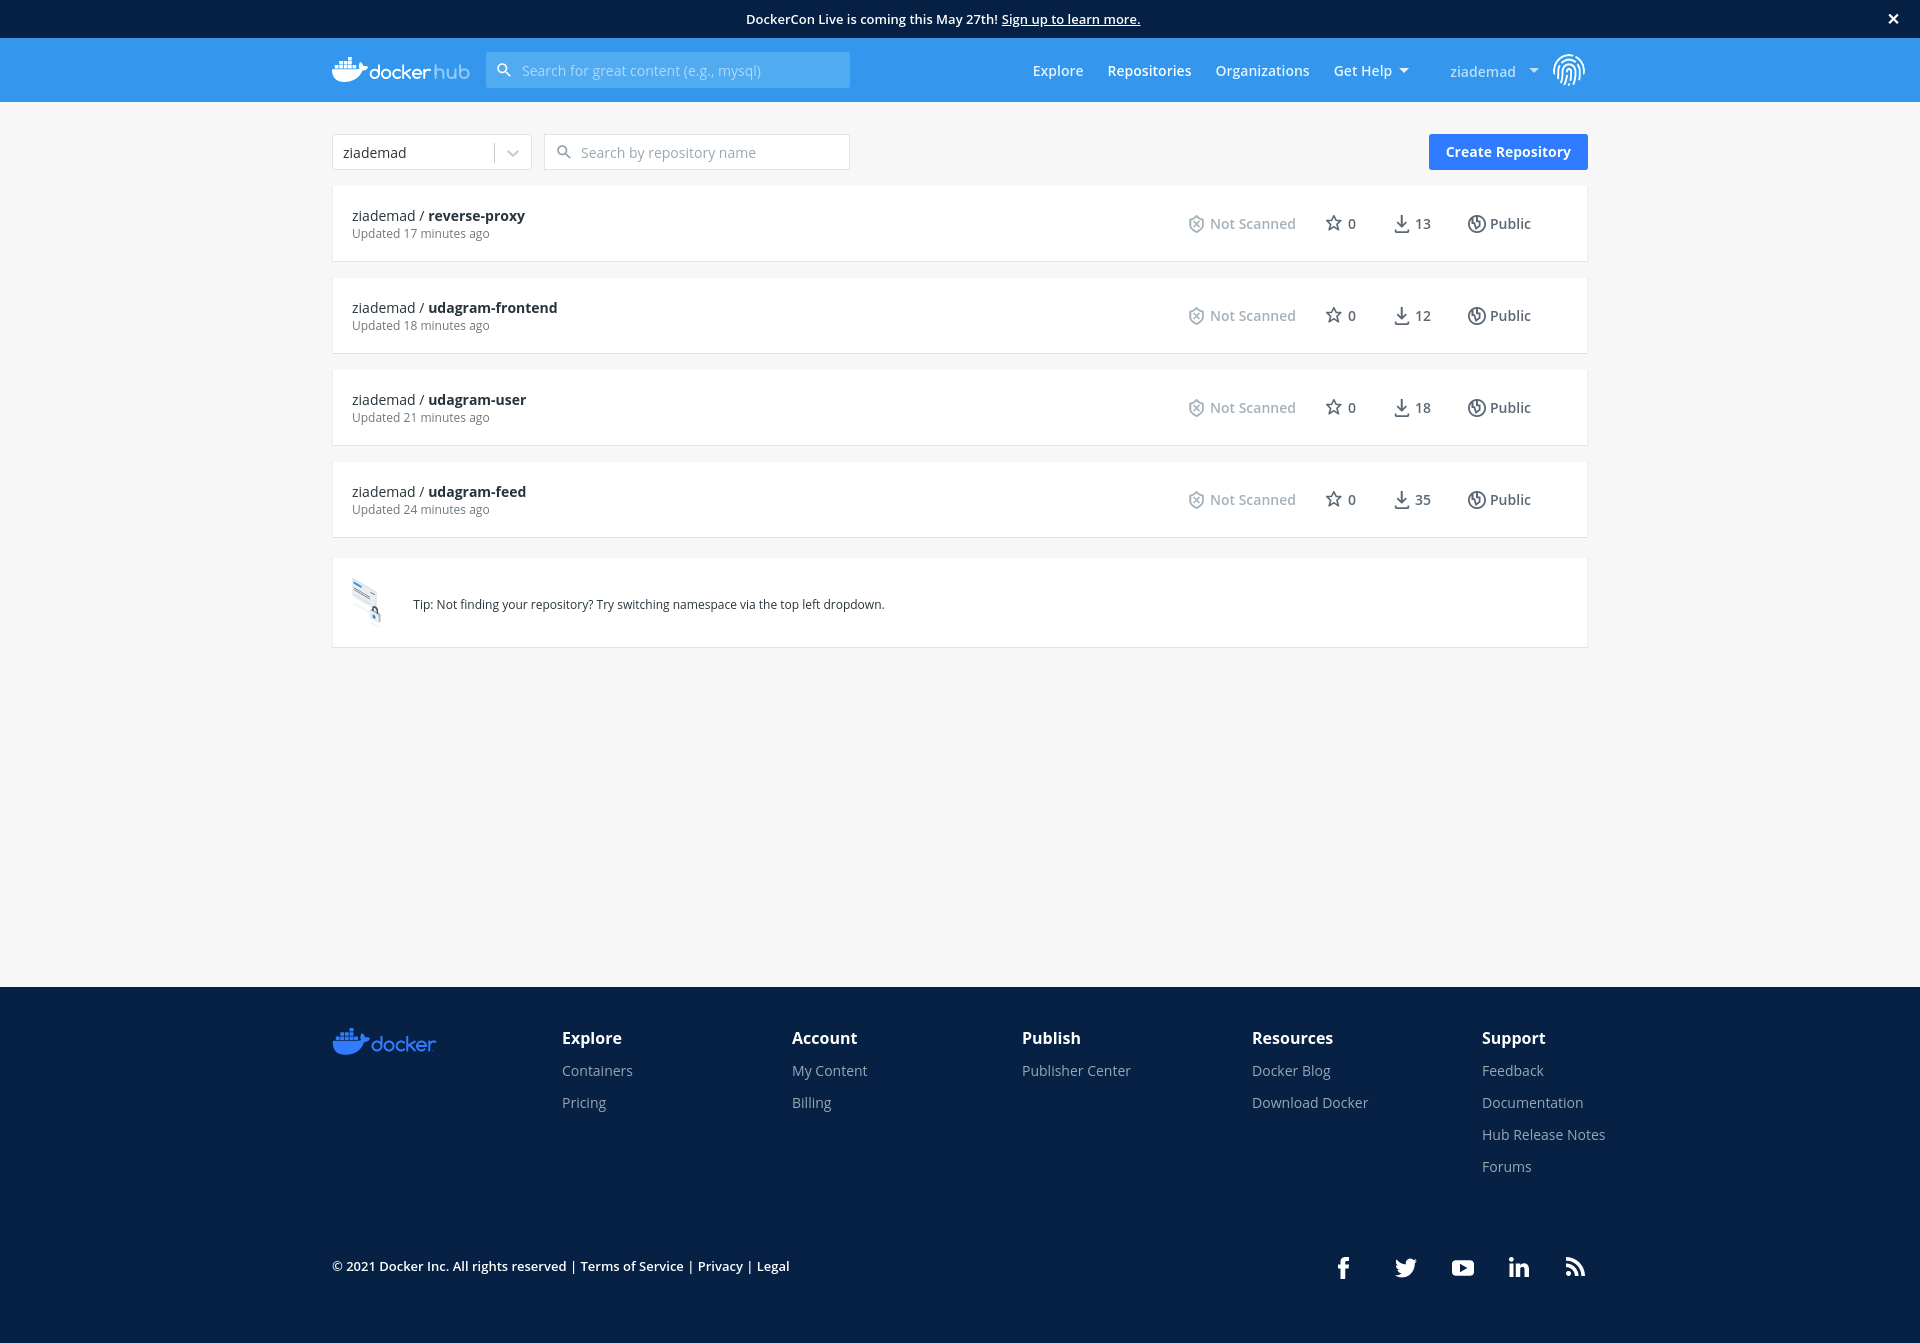 DockerCon Live is coming this May 27th! Sign up to learn more.
docker hub
Search for great content (e.g., mysql)
Explore
Repositories
Organizations
Get Help
ziademad
ziademad
Search by repository name
Create Repository
ziademad / reverse-proxy
Updated 17 minutes ago
Not Scanned
0
13
Public
ziademad / udagram-frontend
Updated 18 minutes ago
Not Scanned
0
12
Public
ziademad / udagram-user
Updated 21 minutes ago
Not Scanned
0
18
Public
ziademad / udagram-feed
Updated 24 minutes ago
Not Scanned
0
35
Public
Tip: Not finding your repository? Try switching namespace via the top left dropdown.
docker
Explore
Containers
Pricing
Account
My Content
Billing
Publish
Publisher Center
Resources
Docker Blog
Download Docker
Support
Feedback
Documentation
Hub Release Notes
Forums
© 2021 Docker Inc. All rights reserved | Terms of Service | Privacy | Legal